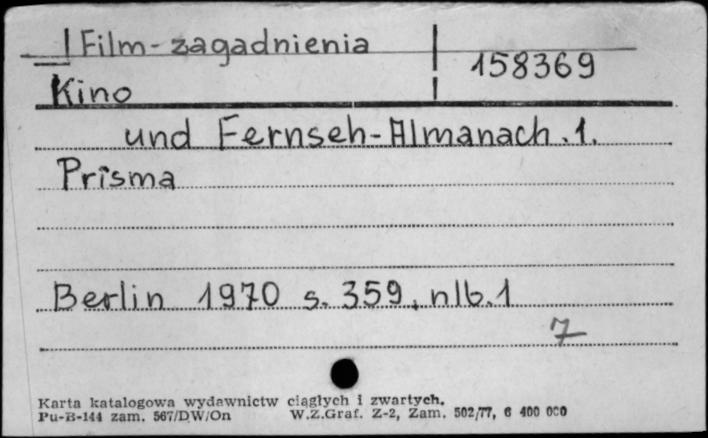 Film-zagadnienia
158369
Kino
und Fernseh-Almanach.1.
Prisma
Berlin 1970 s. 359, nlb.1
7
Karta katalogowa wydawnictw ciągłych i zwartych.
Pu-B-144 zam. 567/DW/On W.Z.Graf. Z-2, Zam. 502/77, 6 400 000